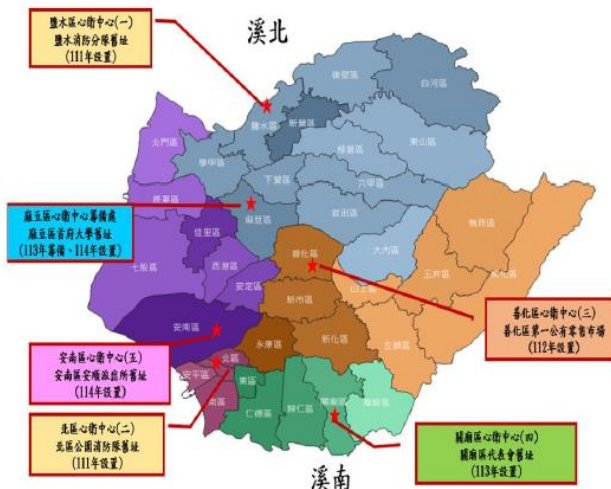 鹽水區心衛中心(一)
鹽水消防分隊舊址
(111年設置)
溪北
後壁區
白河區
鹽水區
新營區
東山區
北門區
學甲區
柳營區
下營區
六甲區
將軍區
麻豆區心衛中心籌備處
麻豆區首府大學舊址
(113年籌備、114年設置)
麻豆區
官田區
佳里區
楠西區
大內區
七股區
西港區
善化區
玉井區
南化區
安定區
山上區
新市區
善化區心衛中心(三)
善化區第一公有零售市場
(112年設置)
安南區
永康區
新化區
左鎮區
安南區心衛中心(五)
安南區安順派出所舊址
(114年設置)
北區
安平區
東區
南區
仁德區
歸仁區
關廟區
龍崎區
北區心衛中心(二)
北區公園消防隊舊址
(111年設置)
關廟區心衛中心(四)
關廟區代表會舊址
(113年設置)
溪南